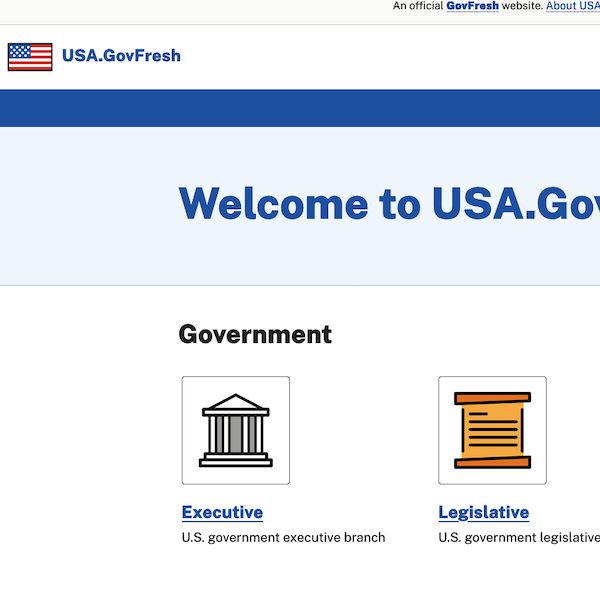 An official GovFresh website. About USA
USA.GovFresh
Welcome to USA.Gov
Government
Executive
Legislative
U.S. government executive branch
U.S. government legislative